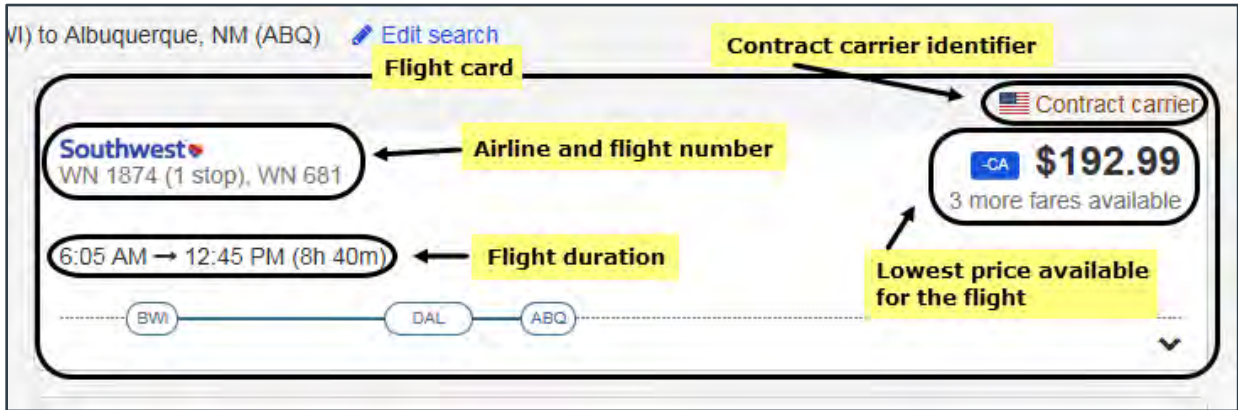 VI) to Albuquerque, NM (ABQ) Edit search
Flight card
Contract carrier identifier
Contract carrier
Southwest
WN 1874 (1 stop), WN 681
Airline and flight number
-CA $192.99
3 more fares available
6:05 AM → 12:45 PM (8h 40m)
Flight duration
Lowest price available
for the flight
BWI DAL ABQ